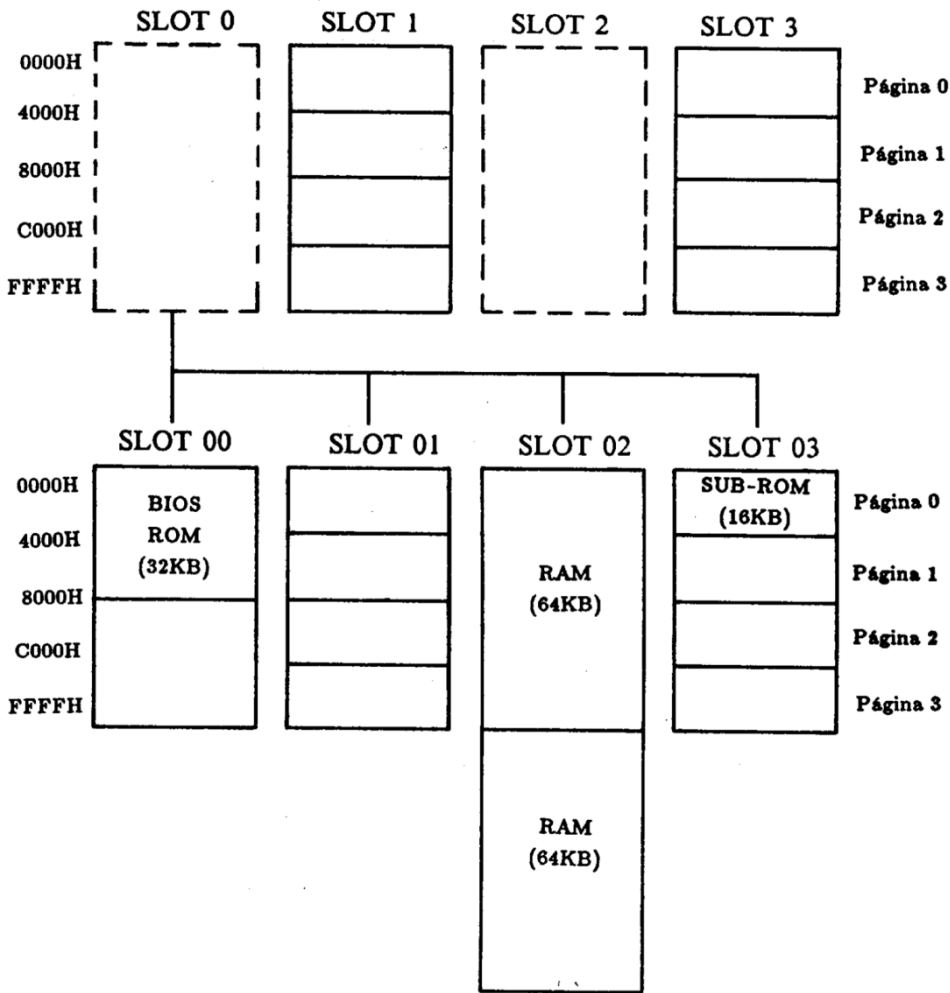 SLOT 0
SLOT 1
SLOT 2
SLOT 3
0000H
4000H
8000H
C000H
FFFFH
Página 0
Página 1
Página 2
Página 3
SLOT 00
SLOT 01
SLOT 02
SLOT 03
0000H
4000H
8000H
C000H
FFFFH
BIOS
ROM
(32KB)
RAM
(64KB)
SUB-ROM
(16KB)
Página 0
Página 1
Página 2
Página 3
RAM
(64KB)